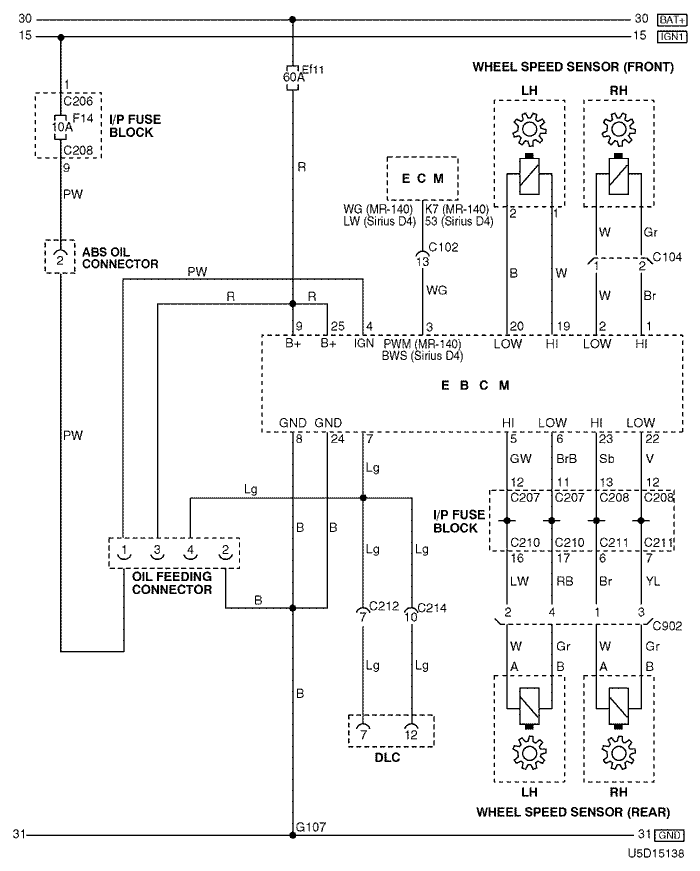 30 30 BAT+
15 15 IGN1
Ef11
60A
WHEEL SPEED SENSOR (FRONT)
LH RH
1
C206
F14
10A
C208
I/P FUSE
BLOCK
9
PW
R
E C M
WG (MR-140) K7 (MR-140)
LW (Sirius D4) 53 (Sirius D4)
2 1
W Gr
C102
13
C104
1 2
2
ABS OIL
CONNECTOR
PW
WG
B W W Br
R R
9 25 4 3 20 19 2 1
B+ B+ IGN PWM (MR-140) LOW HI LOW HI
BWS (Sirius D4)
E B C M
GND GND HI LOW HI LOW
8 24 7 5 6 23 22
PW
Lg
GW BrB Sb V
12 11 13 12
Lg
C207 C207 C208 C208
I/P FUSE
BLOCK
B B
C210 C210 C211 C211
1 3 4 2
Lg Lg
16 17 6 7
OIL FEEDING
CONNECTOR
LW RB Br YL
B
C212 C214
7 10
2 4 1 3
C902
W Gr W Gr
Lg Lg
A B A B
B
7 12
DLC
LH RH
WHEEL SPEED SENSOR (REAR)
G107
31 31 GND
U5D15138